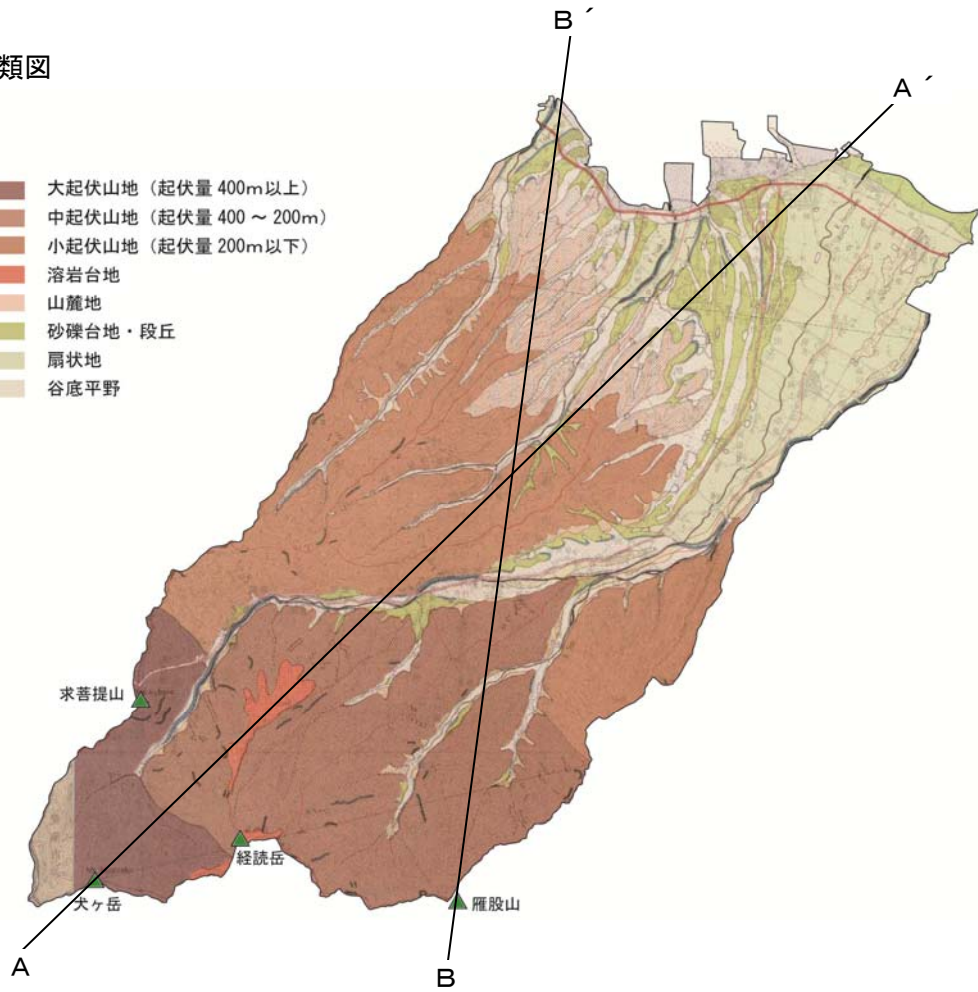 B´
A´
類図
大起伏山地（起伏量 400m以上）
中起伏山地（起伏量 400 ～ 200m）
小起伏山地（起伏量 200m以下）
溶岩台地
山麓地
砂礫台地・段丘
扇状地
谷底平野
求菩提山
経読岳
犬ヶ岳
雁股山
A
B